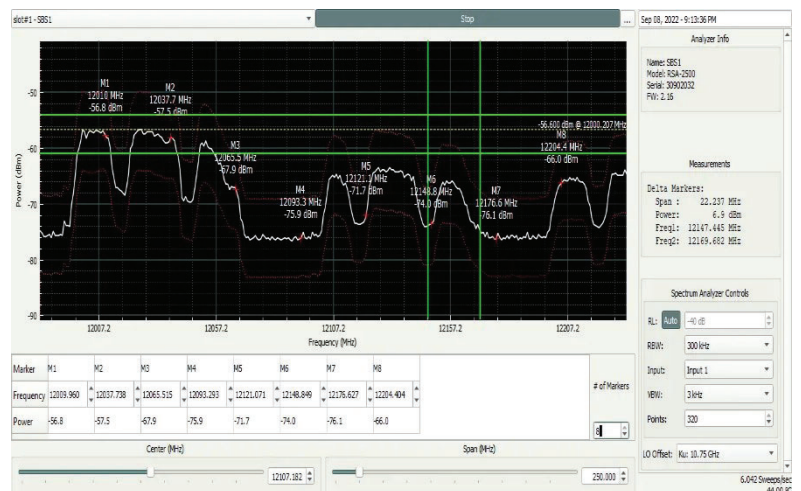 slot#1 - SBS1
Stop
...
Sep 08, 2022 - 9:13:36 PM
Analyzer Info
Name: SBS1
Model: RSA-2500
Serial: 30902032
FW: 2.16
Measurements
Delta Markers:
Span : 22.237 MHz
Power: 6.9 dBm
Freq1: 12147.445 MHz
Freq2: 12169.682 MHz
Spectrum Analyzer Controls
RL: Auto -40 dB
RBW: 300 kHz
Input: Input 1
VBW: 3 kHz
Points: 320
LO Offset: Ku: 10.75 GHz
6.042 Sweeps/sec
Power (dBm)
-50
-60
-70
-80
-90
M1
12010 MHz
-56.8 dBm
M2
12037.7 MHz
-57.5 dBm
M3
12065.5 MHz
-67.9 dBm
M4
12093.3 MHz
-75.9 dBm
M5
12121.1 MHz
-71.7 dBm
M6
12148.8 MHz
-74.0 dBm
M7
12176.6 MHz
-76.1 dBm
-56.600 dBm @ 12000.207 MHz
M8
12204.4 MHz
-66.0 dBm
12007.2 12057.2 12107.2 12157.2 12207.2
Frequency (MHz)
Marker M1 M2 M3 M4 M5 M6 M7 M8
Frequency 12009.960 12037.738 12065.515 12093.293 12121.071 12148.849 12176.627 12204.404
Power -56.8 -57.5 -67.9 -75.9 -71.7 -74.0 -76.1 -66.0
# of Markers
8
Center (MHz)
12107.182
Span (MHz)
250.000